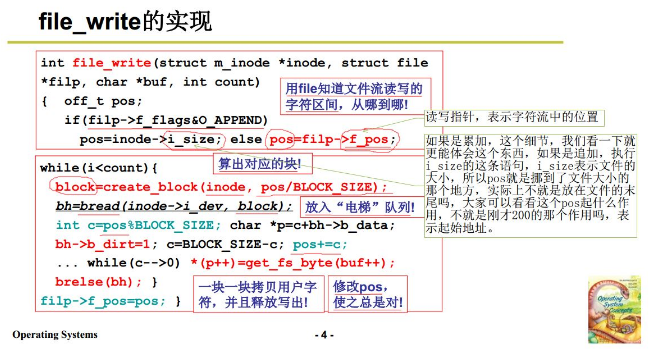 file_write的实现
int file_write(struct m_inode *inode, struct file
*filp, char *buf, int count)
{ off_t pos;
if(filp->f_flags&O_APPEND)
pos=inode->i_size; else pos=filp->f_pos;
用file知道文件流读写的
字符区间，从哪到哪!
读写指针，表示字符流中的位置
如果是累加，这个细节，我们看一下就
更能体会这个东西，如果是追加，执行
i_size的这条语句，i_size表示文件的
大小，所以pos就是挪到了文件大小的
那个地方，实际上不就是放在文件的末
尾吗，大家可以看看这个pos起什么作
用，不就是刚才200的那个作用吗，表
示起始地址。
while(i<count){
算出对应的块!
block=create_block(inode, pos/BLOCK_SIZE);
bh=bread(inode->i_dev, block);
放入“电梯”队列!
int c=pos%BLOCK_SIZE; char *p=c+bh->b_data;
bh->b_dirt=1; c=BLOCK_SIZE-c; pos+=c;
... while(c-->0) *(p++)=get_fs_byte(buf++);
brelse(bh); }
filp->f_pos=pos; }
一块一块拷贝用户字
符，并且释放写出!
修改pos，
使之总是对!
Operating Systems
- 4 -
Operating
System
Concepts